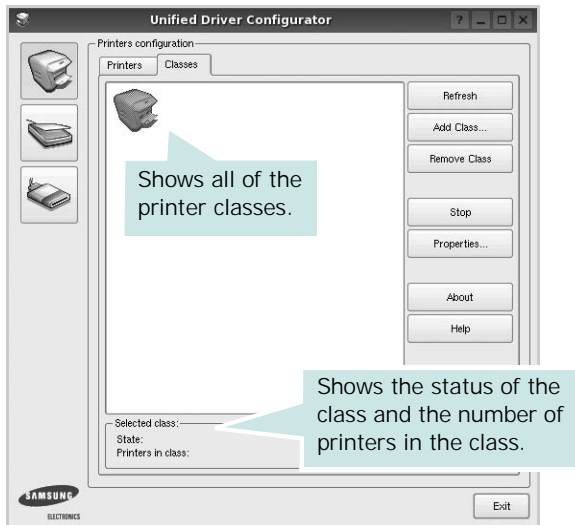 Unified Driver Configurator
Printers configuration
Printers Classes
Refresh
Add Class...
Remove Class
Stop
Properties...
About
Help
Shows all of the
printer classes.
Shows the status of the
class and the number of
printers in the class.
Selected class:
State:
Printers in class:
SAMSUNG
ELECTRONICS
Exit